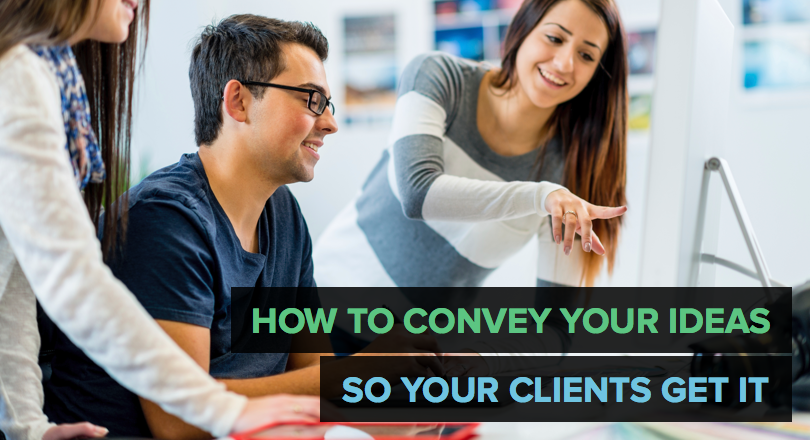 HOW TO CONVEY YOUR IDEAS
SO YOUR CLIENTS GET IT